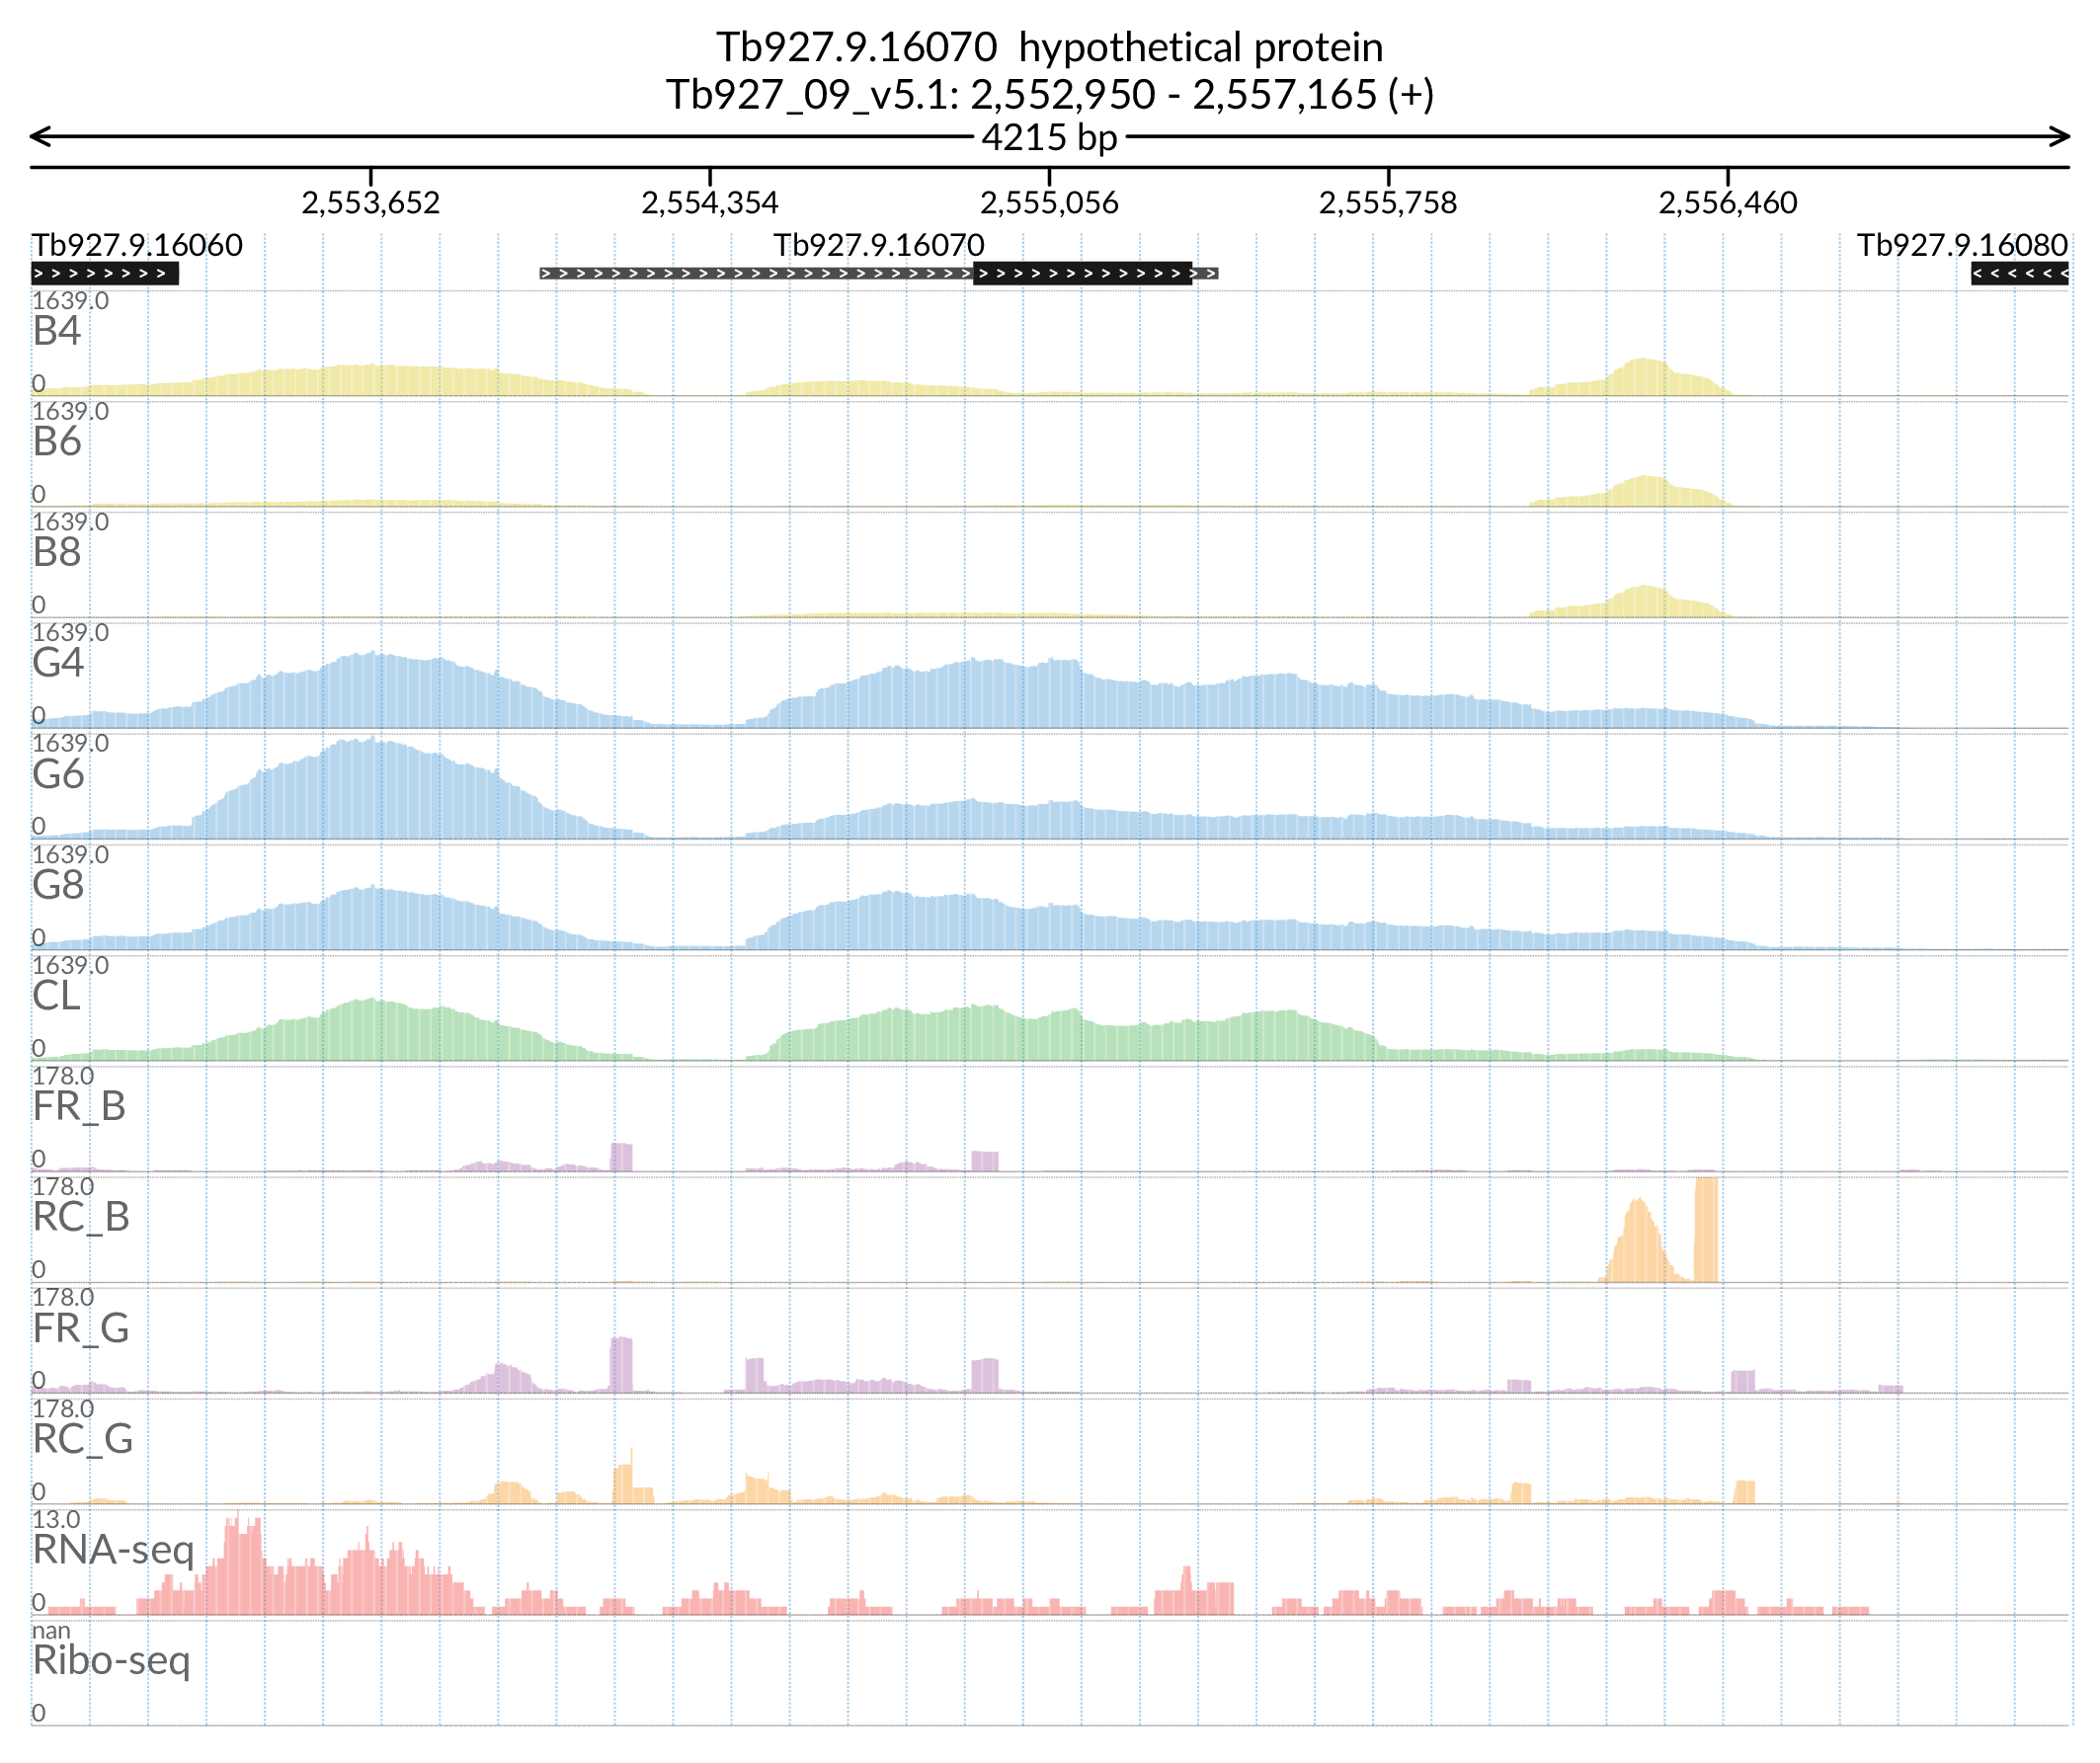 Tb927.9.16070 hypothetical protein
Tb927_09_v5.1: 2,552,950 - 2,557,165 (+)
4215 bp
2,553,652 2,554,354 2,555,056 2,555,758 2,556,460
Tb927.9.16060 Tb927.9.16070 Tb927.9.16080
1639.0
B4
0
1639.0
B6
0
1639.0
B8
0
1639.0
G4
0
1639.0
G6
0
1639.0
G8
0
1639.0
CL
0
178.0
FR_B
0
178.0
RC_B
0
178.0
FR_G
0
178.0
RC_G
0
13.0
RNA-seq
0
nan
Ribo-seq
0